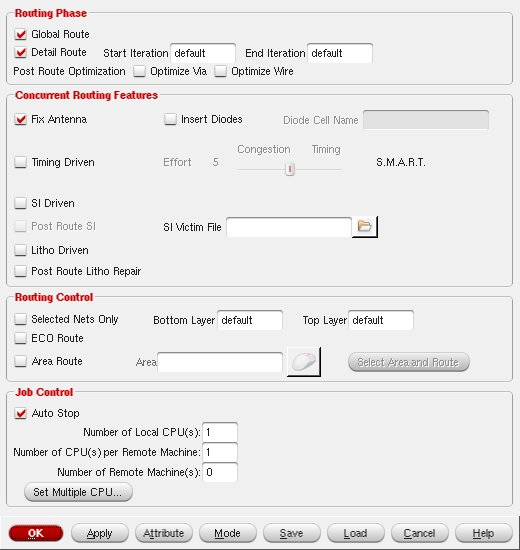 Routing Phase
Global Route
Detail Route Start Iteration default End Iteration default
Post Route Optimization Optimize Via Optimize Wire
Concurrent Routing Features
Fix Antenna Insert Diodes Diode Cell Name
Congestion Timing
Timing Driven Effort 5 S.M.A.R.T.
SI Driven
Post Route SI SI Victim File
Litho Driven
Post Route Litho Repair
Routing Control
Selected Nets Only Bottom Layer default Top Layer default
ECO Route
Area Route Area Select Area and Route
Job Control
Auto Stop
Number of Local CPU(s): 1
Number of CPU(s) per Remote Machine: 1
Number of Remote Machine(s): 0
Set Multiple CPU...
OK Apply Attribute Mode Save Load Cancel Help